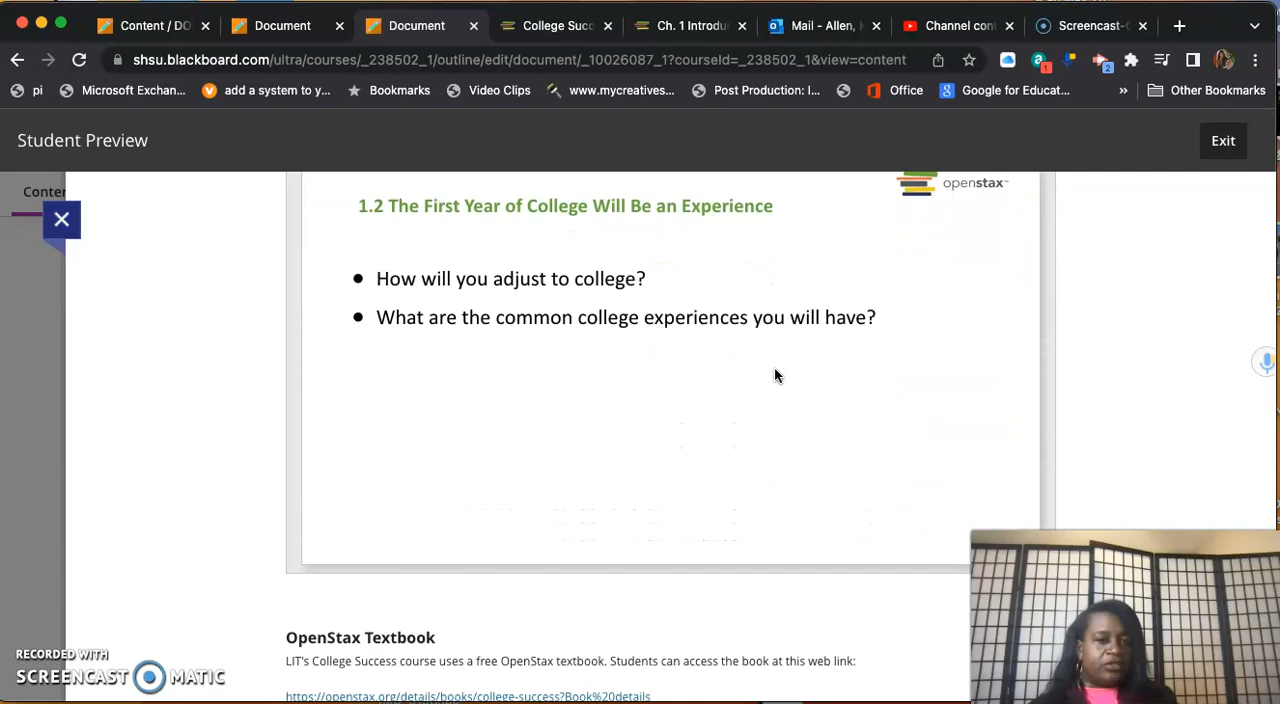 Content / DO
Document
Document
College Succ
Ch. 1 Introdu
Mail - Allen, M
Channel con
Screencast-O
shsu.blackboard.com/ultra/courses/_238502_1/outline/edit/document/_10026087_1?courseId=_238502_1&view=content
1
2
pi
Microsoft Exchan...
add a system to y...
Bookmarks
Video Clips
www.mycreatives...
Post Production: I...
Office
Google for Educat...
»
Other Bookmarks
Student Preview
Exit
Conter
openstax™
1.2 The First Year of College Will Be an Experience
● How will you adjust to college?
● What are the common college experiences you will have?
OpenStax Textbook
LIT's College Success course uses a free OpenStax textbook. Students can access the book at this web link:
https://openstax.org/details/books/college-success?Book%20details
RECORDED WITH
SCREENCAST MATIC